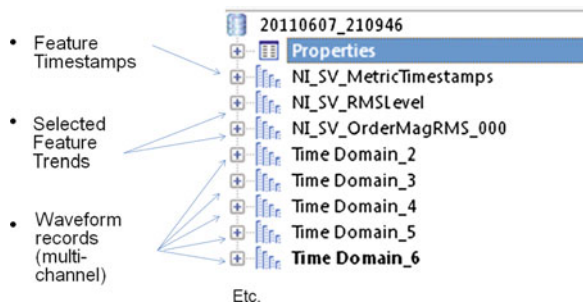 • Feature
Timestamps
• Selected
Feature
Trends
• Waveform
records
(multi-
channel)
20110607_210946
Properties
NI_SV_MetricTimestamps
NI_SV_RMSLevel
NI_SV_OrderMagRMS_000
Time Domain_2
Time Domain_3
Time Domain_4
Time Domain_5
Time Domain_6
Etc.